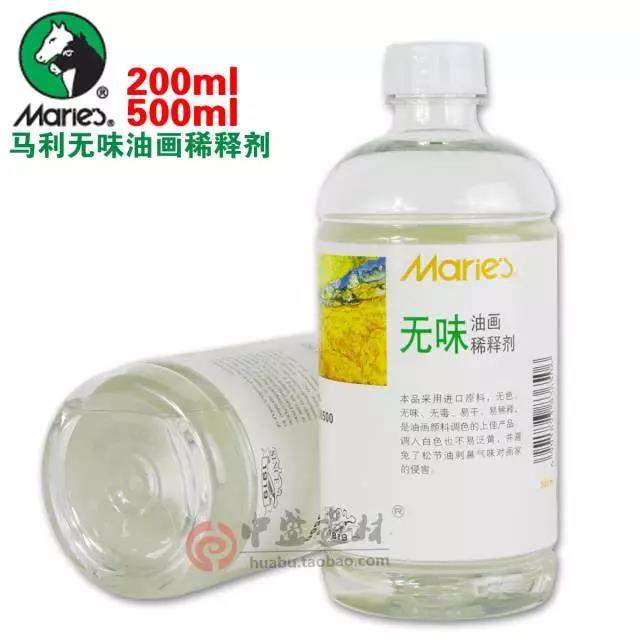 Marie's®
200ml
500ml
马利无味油画稀释剂
Marie's®
无味 油画
稀释剂
本品采用进口原料，无色、
无味、无毒、易干、易稀释，
是油画颜料调色的上佳产品，
调入白色也不易泛黄，并避
免了松节油刺鼻气味对画家
的侵害。
500
®
huabu.taobao.com